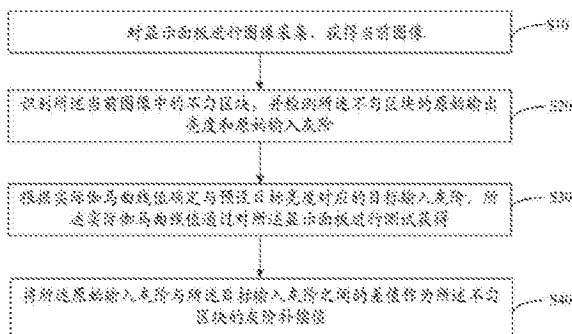 对显示面板进行图像采集，获得当前图像
S10
识别所述当前图像中的不匀区块，并检测所述不匀区块的原始输出
亮度和原始输入灰阶
S20
根据实际伽马曲线值确定与预设目标亮度对应的目标输入灰阶，所
述实际伽马曲线值通过对所述显示面板进行测试获得
S30
将所述原始输入灰阶与所述目标输入灰阶之间的差值作为所述不匀
区块的灰阶补偿值
S40